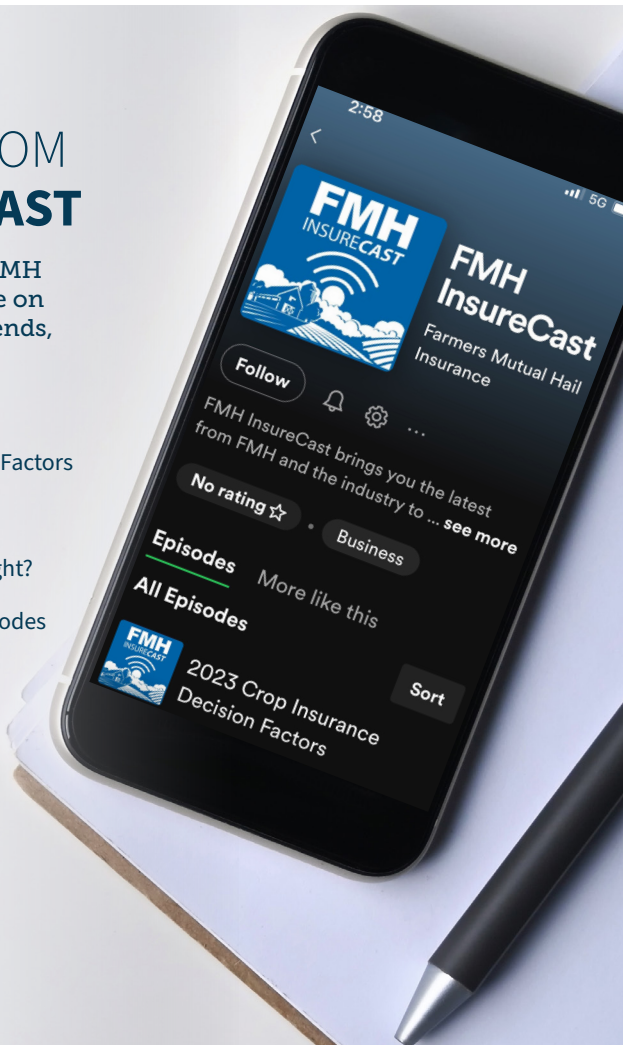 OM
AST
MH
e on
ends,
Factors
ght?
odes
2:58
5G
FMH
INSURECAST
FMH
InsureCast
Farmers Mutual Hail
Insurance
Follow
FMH InsureCast brings you the latest
from FMH and the industry to ... see more
No rating
Business
Episodes
More like this
All Episodes
Sort
FMH
INSURECAST
2023 Crop Insurance
Decision Factors